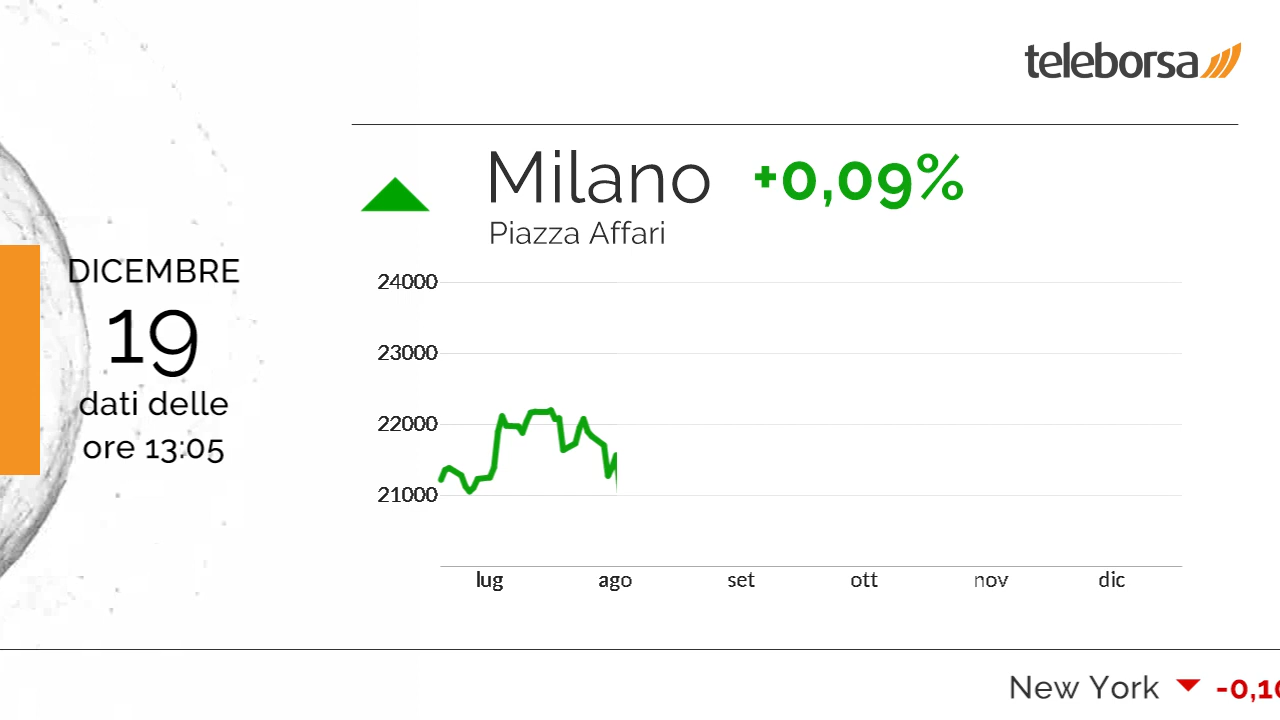 teleborsa
Milano +0,09%
Piazza Affari
DICEMBRE
19
dati delle
ore 13:05
24000
23000
22000
21000
lug ago set ott nov dic
New York